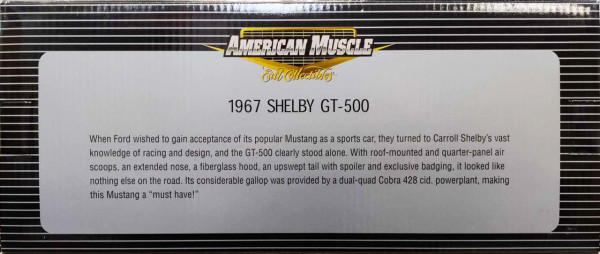 AMERICAN MUSCLE
Ertl Collectibles
1967 SHELBY GT-500
When Ford wished to gain acceptance of its popular Mustang as a sports car, they turned to Carroll Shelby's vast
knowledge of racing and design, and the GT-500 clearly stood alone. With roof-mounted and quarter-panel air
scoops, an extended nose, a fiberglass hood, an upswept tail with spoiler and exclusive badging, it looked like
nothing else on the road. Its considerable gallop was provided by a dual-quad Cobra 428 cid. powerplant, making
this Mustang a "must have!"